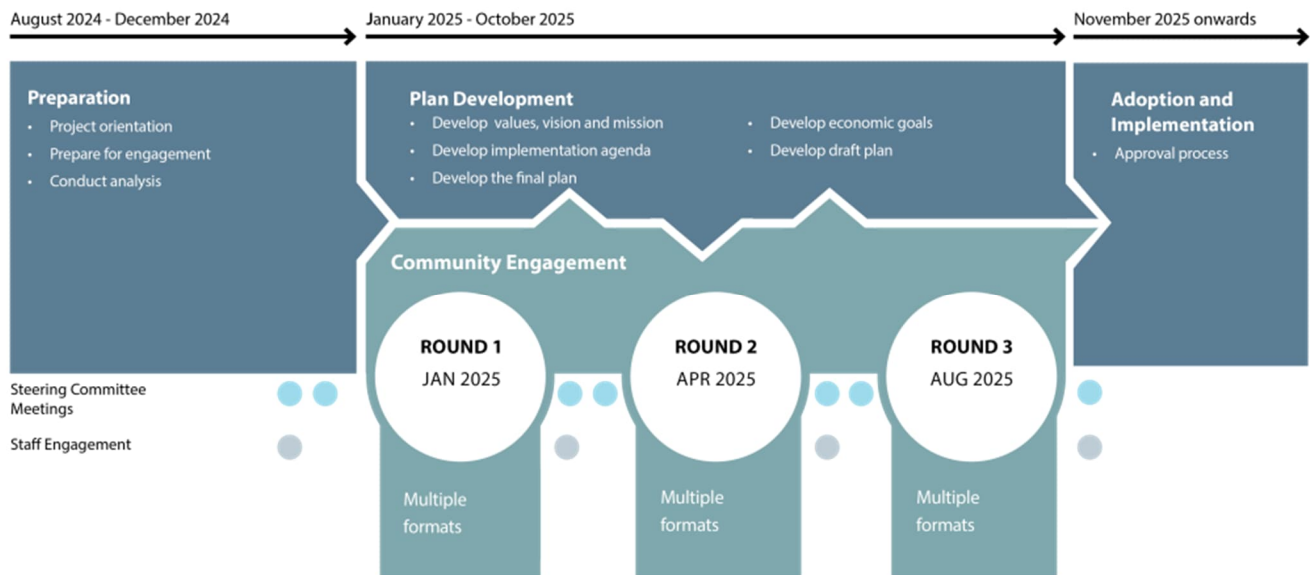 August 2024 - December 2024
January 2025 - October 2025
November 2025 onwards
Preparation
• Project orientation
• Prepare for engagement
• Conduct analysis
Plan Development
• Develop values, vision and mission
• Develop implementation agenda
• Develop the final plan
• Develop economic goals
• Develop draft plan
Adoption and
Implementation
• Approval process
Community Engagement
ROUND 1
JAN 2025
ROUND 2
APR 2025
ROUND 3
AUG 2025
Steering Committee
Meetings
Staff Engagement
Multiple
formats
Multiple
formats
Multiple
formats